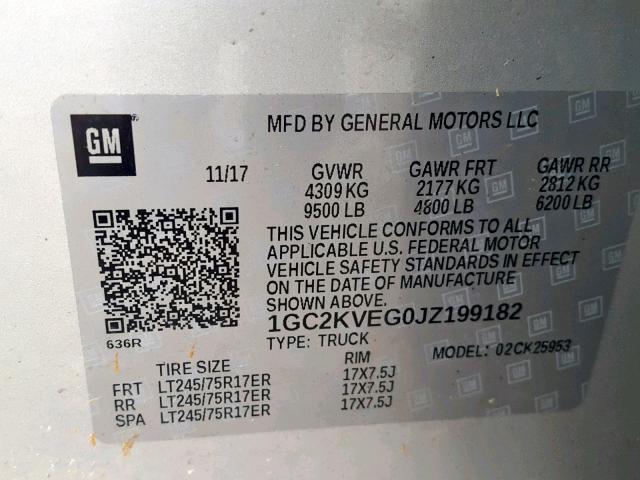 GM
MFD BY GENERAL MOTORS LLC
11/17 GVWR GAWR FRT GAWR RR
4309 KG 2177 KG 2812 KG
9500 LB 4800 LB 6200 LB
THIS VEHICLE CONFORMS TO ALL
APPLICABLE U.S. FEDERAL MOTOR
VEHICLE SAFETY STANDARDS IN EFFECT
ON THE DATE OF MANUFACTURE
SHOWN ABOVE.
1GC2KVEG0JZ199182
636R
TYPE: TRUCK MODEL: 02CK25953
TIRE SIZE RIM
FRT LT245/75R17ER 17X7.5J
RR LT245/75R17ER 17X7.5J
SPA LT245/75R17ER 17X7.5J